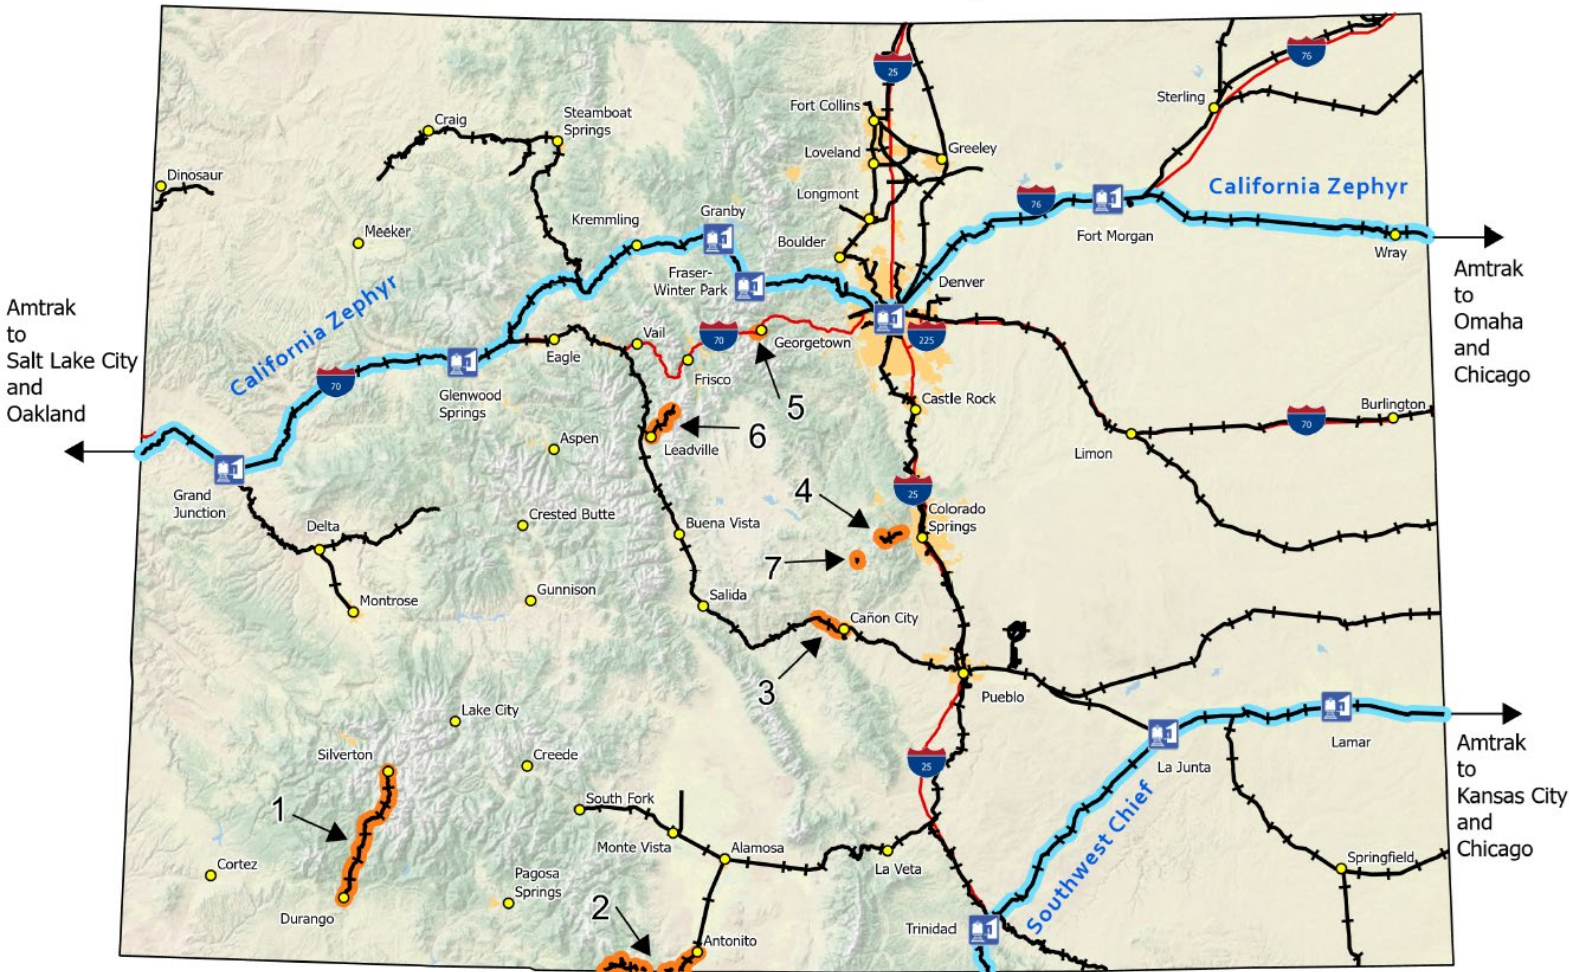 76
25
Fort Collins
Sterling
Craig
Steamboat
Springs
Loveland
Greeley
Dinosaur
Longmont
76
California Zephyr
Granby
Kremmling
Meeker
Boulder
Fort Morgan
Wray
Fraser-
Winter Park
Denver
Amtrak
to
Omaha
and
Chicago
Amtrak
to
Salt Lake City
and
Oakland
California Zephyr
Vail
70
Georgetown
225
Eagle
Frisco
70
Glenwood
Springs
5
Castle Rock
Burlington
70
6
Aspen
Leadville
Limon
Grand
Junction
4
25
Colorado
Springs
Delta
Crested Butte
Buena Vista
7
Montrose
Gunnison
Salida
Cañon City
3
Pueblo
Lake City
Lamar
La Junta
Amtrak
to
Kansas City
and
Chicago
Silverton
Creede
25
1
South Fork
Southwest Chief
Monte Vista
Alamosa
La Veta
Springfield
Cortez
Pagosa
Springs
Durango
2
Antonito
Trinidad